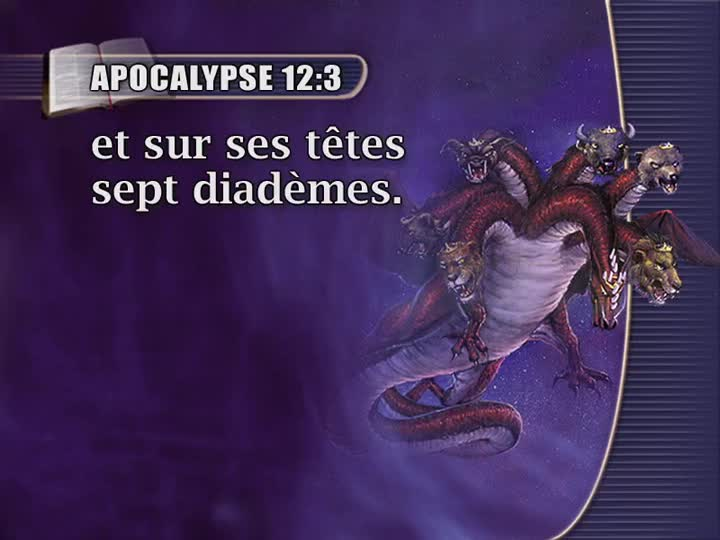 APOCALYPSE 12:3
et sur ses têtes
sept diadèmes.